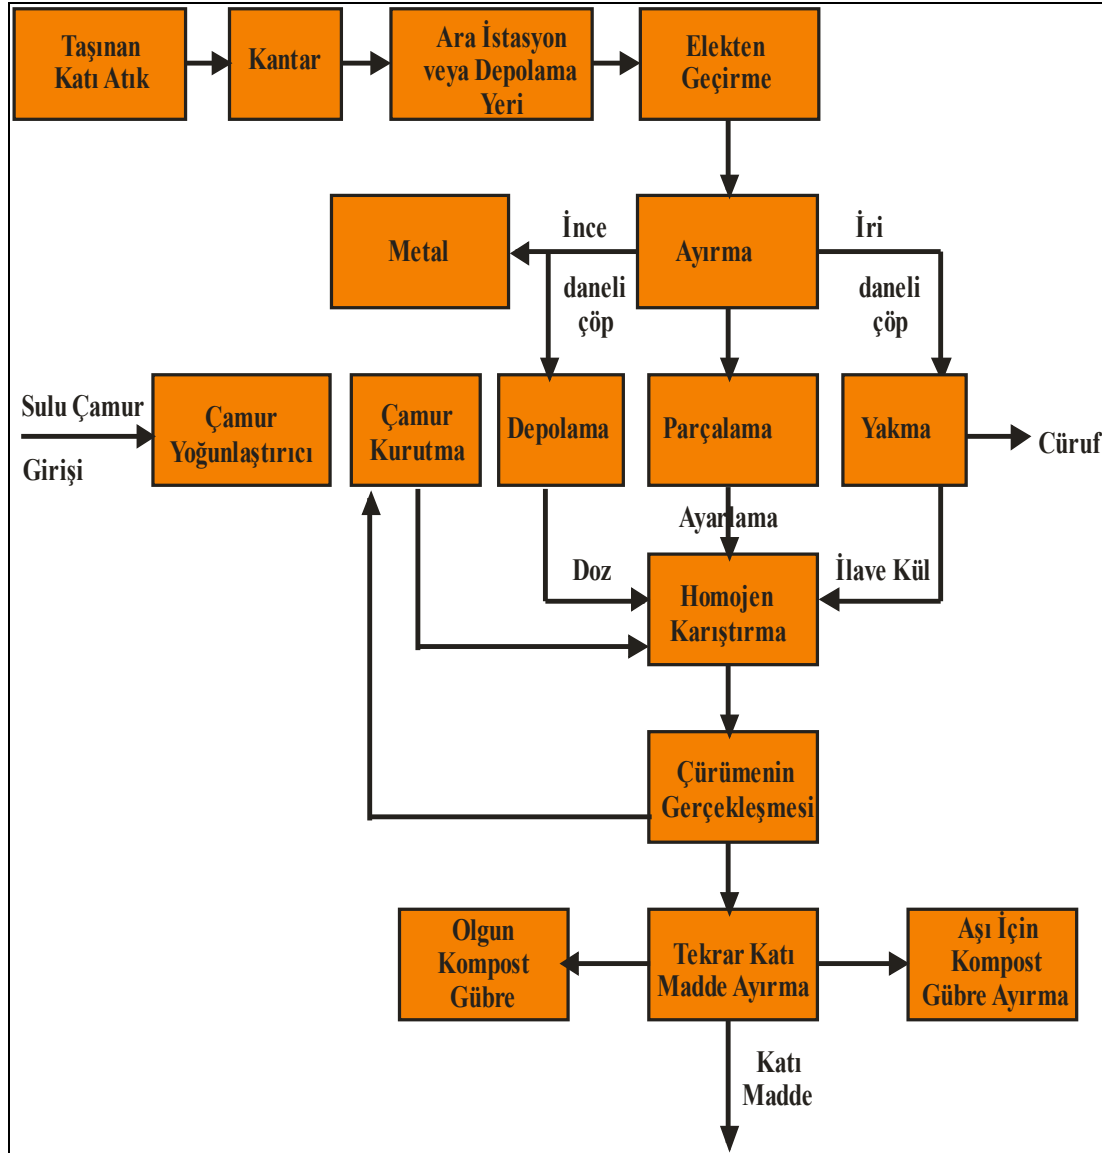 Taşınan
Katı Atık
Kantar
Ara İstasyon
veya Depolama
Yeri
Elekten
Geçirme
Metal
İnce
daneli
çöp
Ayırma
İri
daneli
çöp
Sulu Çamur
Girişi
Çamur
Yoğunlaştırıcı
Çamur
Kurutma
Depolama
Parçalama
Yakma
Cüruf
Ayarlama
Doz
İlave Kül
Homojen
Karıştırma
Çürümenin
Gerçekleşmesi
Olgun
Kompost
Gübre
Tekrar Katı
Madde Ayırma
Aşı İçin
Kompost
Gübre Ayırma
Katı
Madde